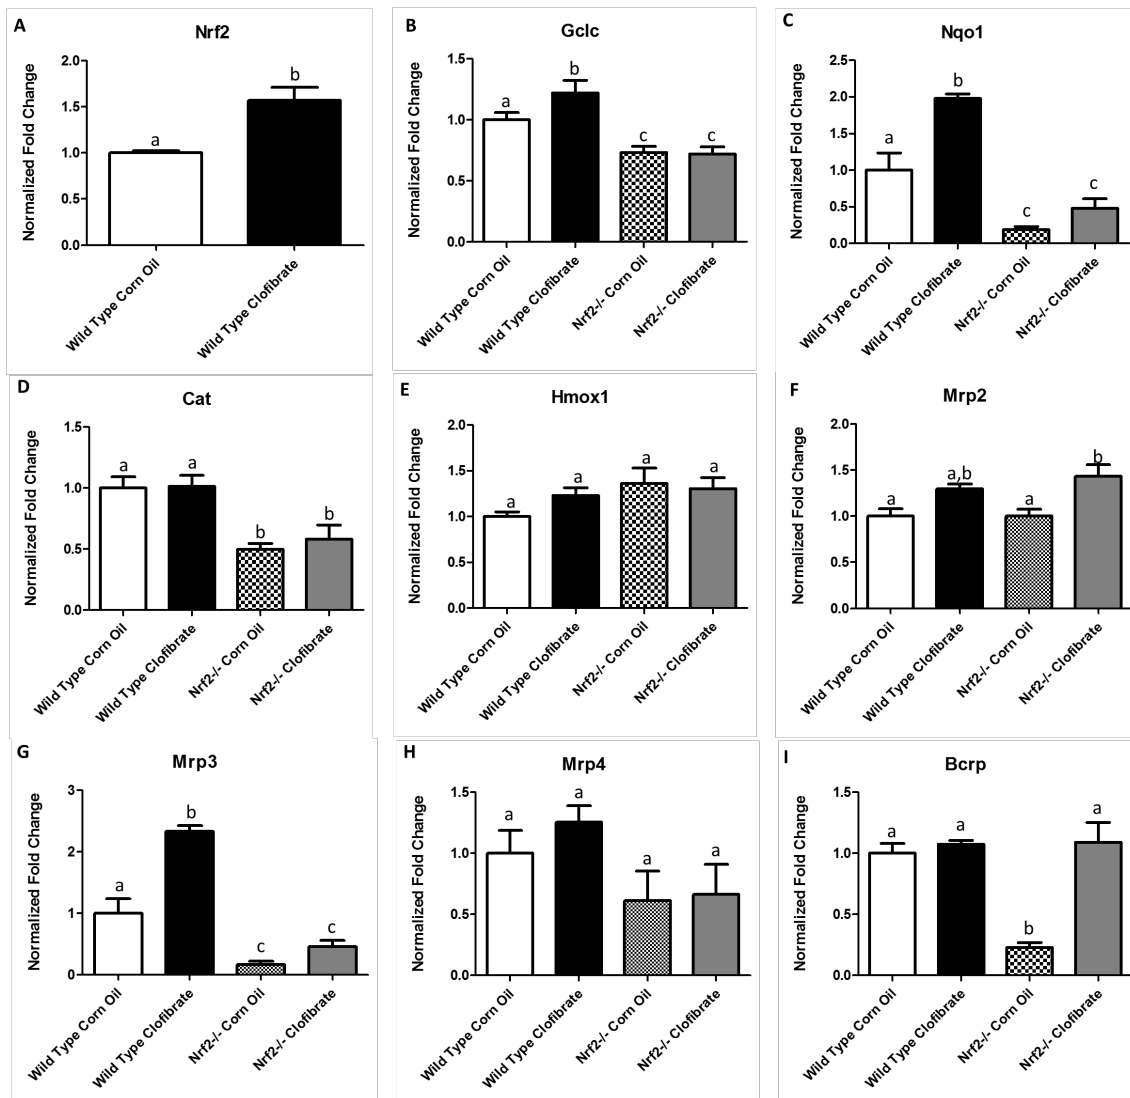 A
Nrf2
Normalized Fold Change
2.0
1.5
1.0
0.5
0.0
a
b
Wild Type Corn Oil
Wild Type Clofibrate
B
Gclc
Normalized Fold Change
1.5
1.0
0.5
0.0
a
b
c
c
Wild Type Corn Oil
Wild Type Clofibrate
Nrf2-/- Corn Oil
Nrf2-/- Clofibrate
C
Nqo1
Normalized Fold Change
2.5
2.0
1.5
1.0
0.5
0.0
a
b
c
c
Wild Type Corn Oil
Wild Type Clofibrate
Nrf2-/- Corn Oil
Nrf2-/- Clofibrate
D
Cat
Normalized Fold Change
1.5
1.0
0.5
0.0
a
a
b
b
Wild Type Corn Oil
Wild Type Clofibrate
Nrf2-/- Corn Oil
Nrf2-/- Clofibrate
E
Hmox1
Normalized Fold Change
2.0
1.5
1.0
0.5
0.0
a
a
a
a
Wild Type Corn Oil
Wild Type Clofibrate
Nrf2-/- Corn Oil
Nrf2-/- Clofibrate
F
Mrp2
Normalized Fold Change
2.0
1.5
1.0
0.5
0.0
a
a,b
a
b
Wild Type Corn Oil
Wild Type Clofibrate
Nrf2-/- Corn Oil
Nrf2-/- Clofibrate
G
Mrp3
Normalized Fold Change
3
2
1
0
a
b
c
c
Wild Type Corn Oil
Wild Type Clofibrate
Nrf2-/- Corn Oil
Nrf2-/- Clofibrate
H
Mrp4
Normalized Fold Change
1.5
1.0
0.5
0.0
a
a
a
a
Wild Type Corn Oil
Wild Type Clofibrate
Nrf2-/- Corn Oil
Nrf2-/- Clofibrate
I
Bcrp
Normalized Fold Change
1.5
1.0
0.5
0.0
a
a
b
a
Wild Type Corn Oil
Wild Type Clofibrate
Nrf2-/- Corn Oil
Nrf2-/- Clofibrate